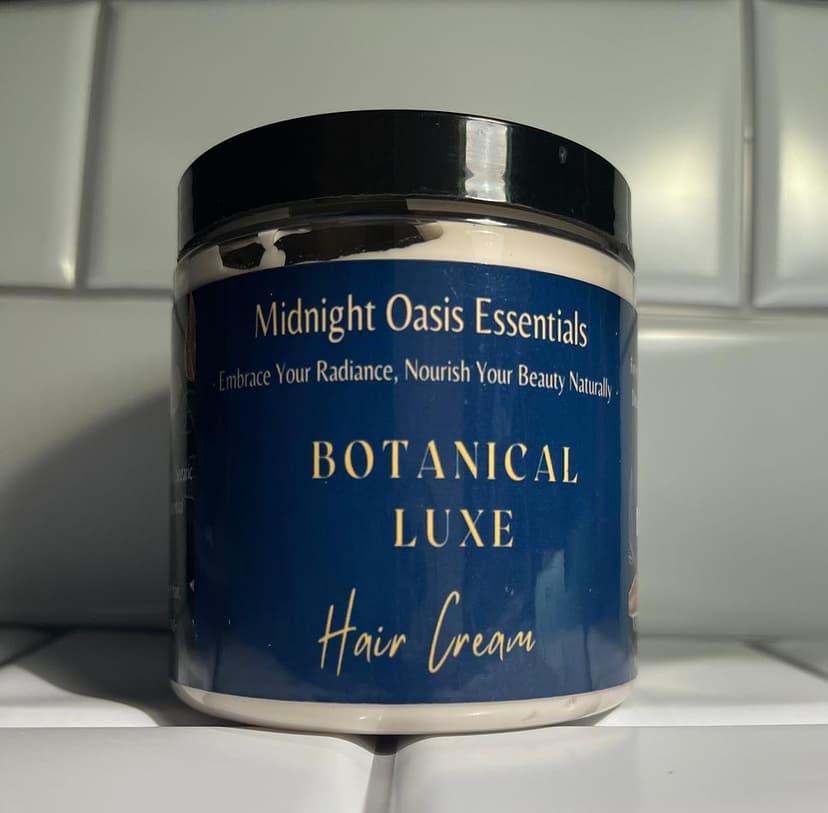 Midnight Oasis Essentials
Embrace Your Radiance, Nourish Your Beauty Naturally
BOTANICAL
LUXE
Hair Cream